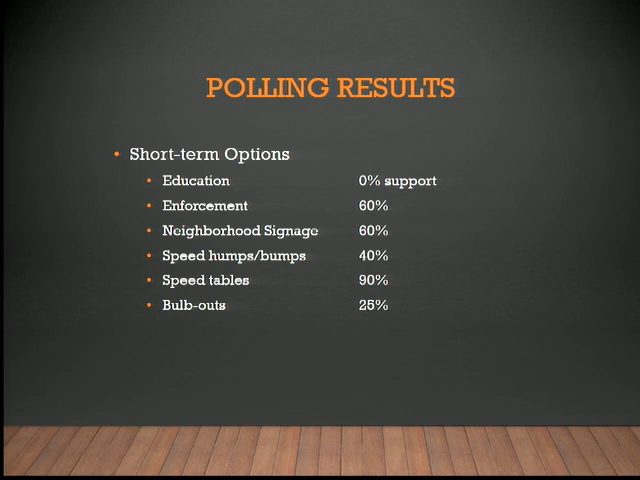 POLLING RESULTS
• Short-term Options
• Education 0% support
• Enforcement 60%
• Neighborhood Signage 60%
• Speed humps/bumps 40%
• Speed tables 90%
• Bulb-outs 25%